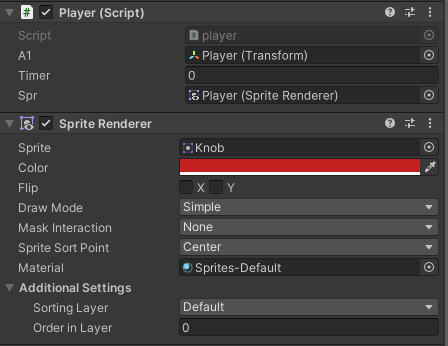 Player (Script)
Script player
A1 Player (Transform)
Timer 0
Spr Player (Sprite Renderer)
Sprite Renderer
Sprite Knob
Color
Flip X Y
Draw Mode Simple
Mask Interaction None
Sprite Sort Point Center
Material Sprites-Default
Additional Settings
Sorting Layer Default
Order in Layer 0